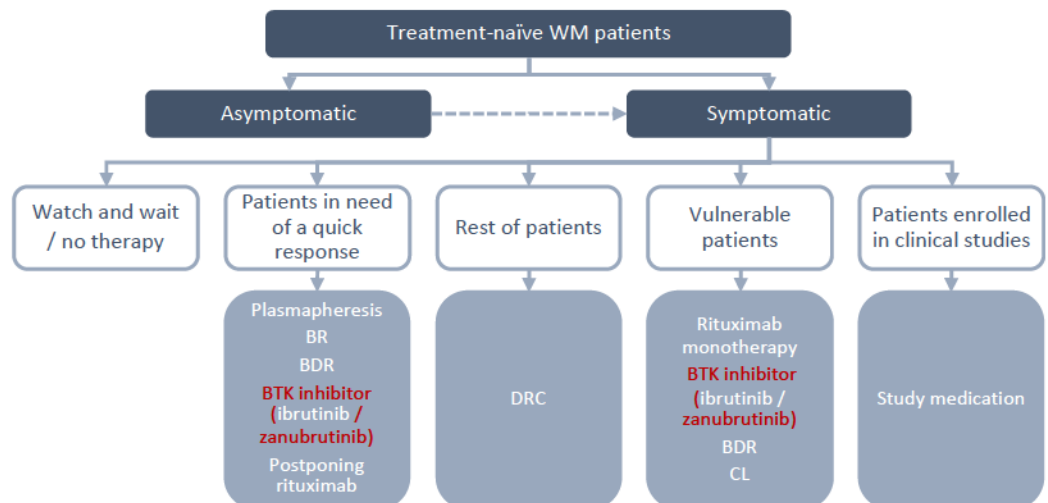 Treatment-naïve WM patients
Asymptomatic
Symptomatic
Watch and wait
/ no therapy
Patients in need
of a quick
response
Rest of patients
Vulnerable
patients
Patients enrolled
in clinical studies
Plasmapheresis
BR
BDR
BTK inhibitor
(ibrutinib /
zanubrutinib)
Postponing
rituximab
DRC
Rituximab
monotherapy
BTK inhibitor
(ibrutinib /
zanubrutinib)
BDR
CL
Study medication